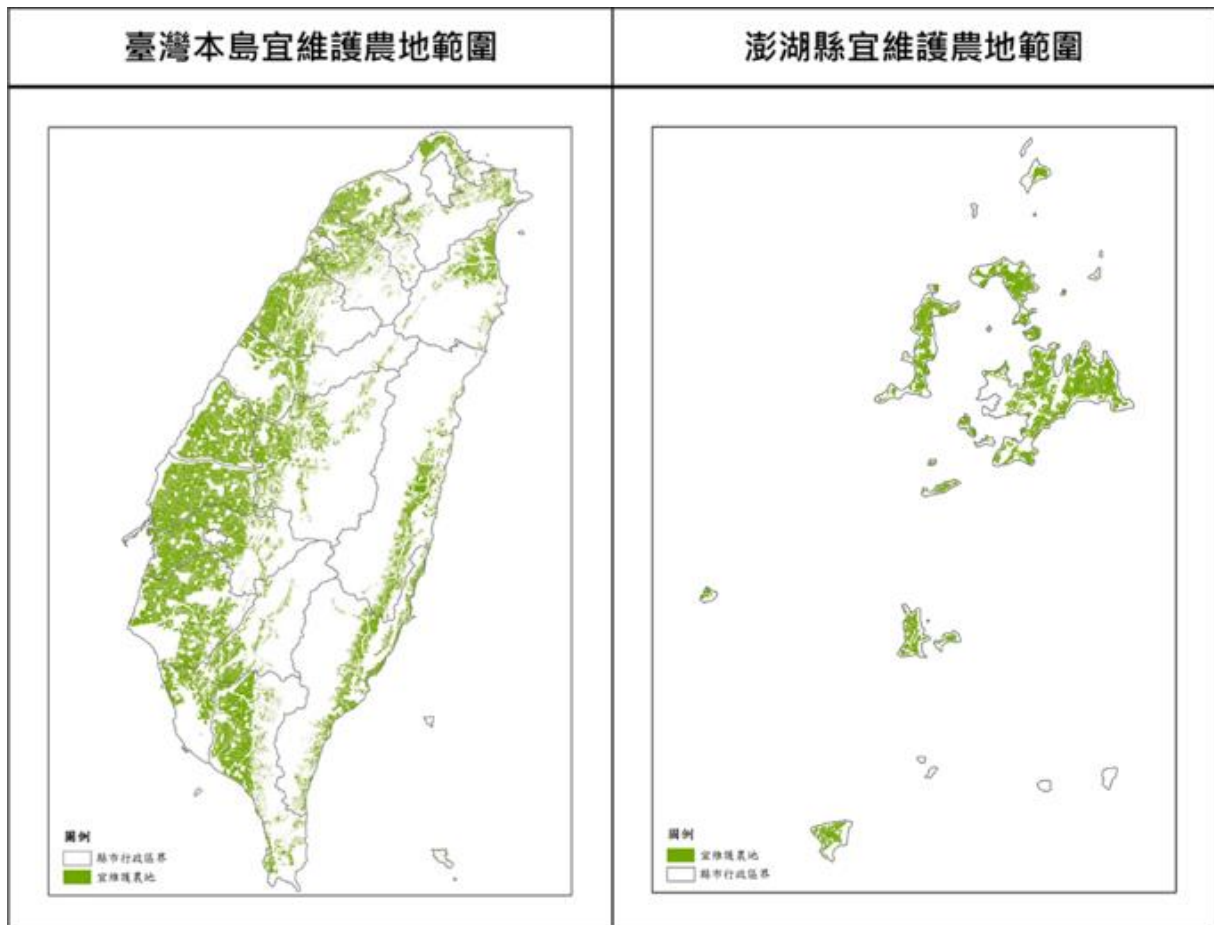 臺灣本島宜維護農地範圍
澎湖縣宜維護農地範圍
圖例
縣市行政區界
宜維護農地
圖例
宜維護農地
縣市行政區界